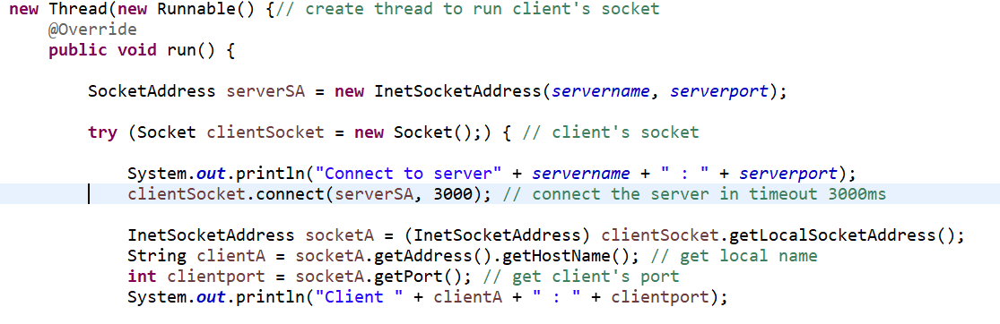 new Thread(new Runnable() {// create thread to run client's socket
@Override
public void run() {
SocketAddress serverSA = new InetSocketAddress(servername, serverport);
try (Socket clientSocket = new Socket();) { // client's socket
System.out.println("Connect to server" + servername + " : " + serverport);
clientSocket.connect(serverSA, 3000); // connect the server in timeout 3000ms
InetSocketAddress socketA = (InetSocketAddress) clientSocket.getLocalSocketAddress();
String clientA = socketA.getAddress().getHostName(); // get local name
int clientport = socketA.getPort(); // get client's port
System.out.println("Client " + clientA + " : " + clientport);